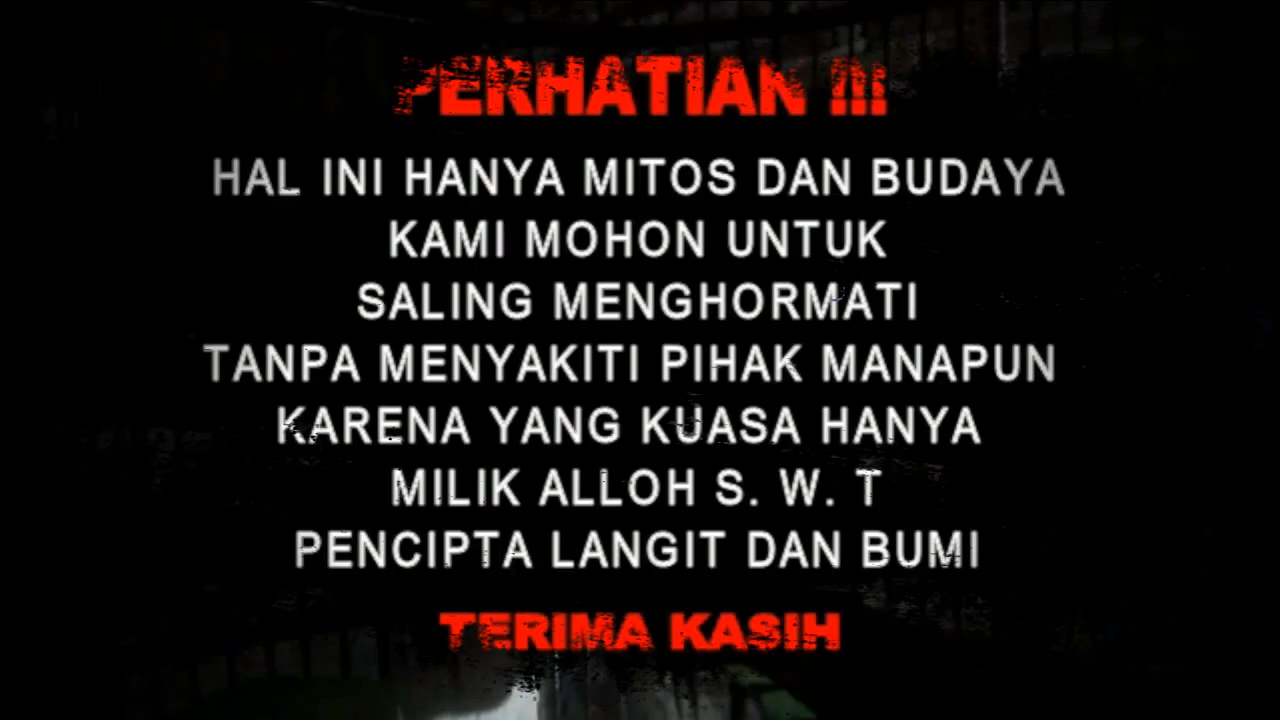 PERHATIAN !!!
HAL INI HANYA MITOS DAN BUDAYA
KAMI MOHON UNTUK
SALING MENGHORMATI
TANPA MENYAKITI PIHAK MANAPUN
KARENA YANG KUASA HANYA
MILIK ALLOH S. W. T
PENCIPTA LANGIT DAN BUMI
TERIMA KASIH